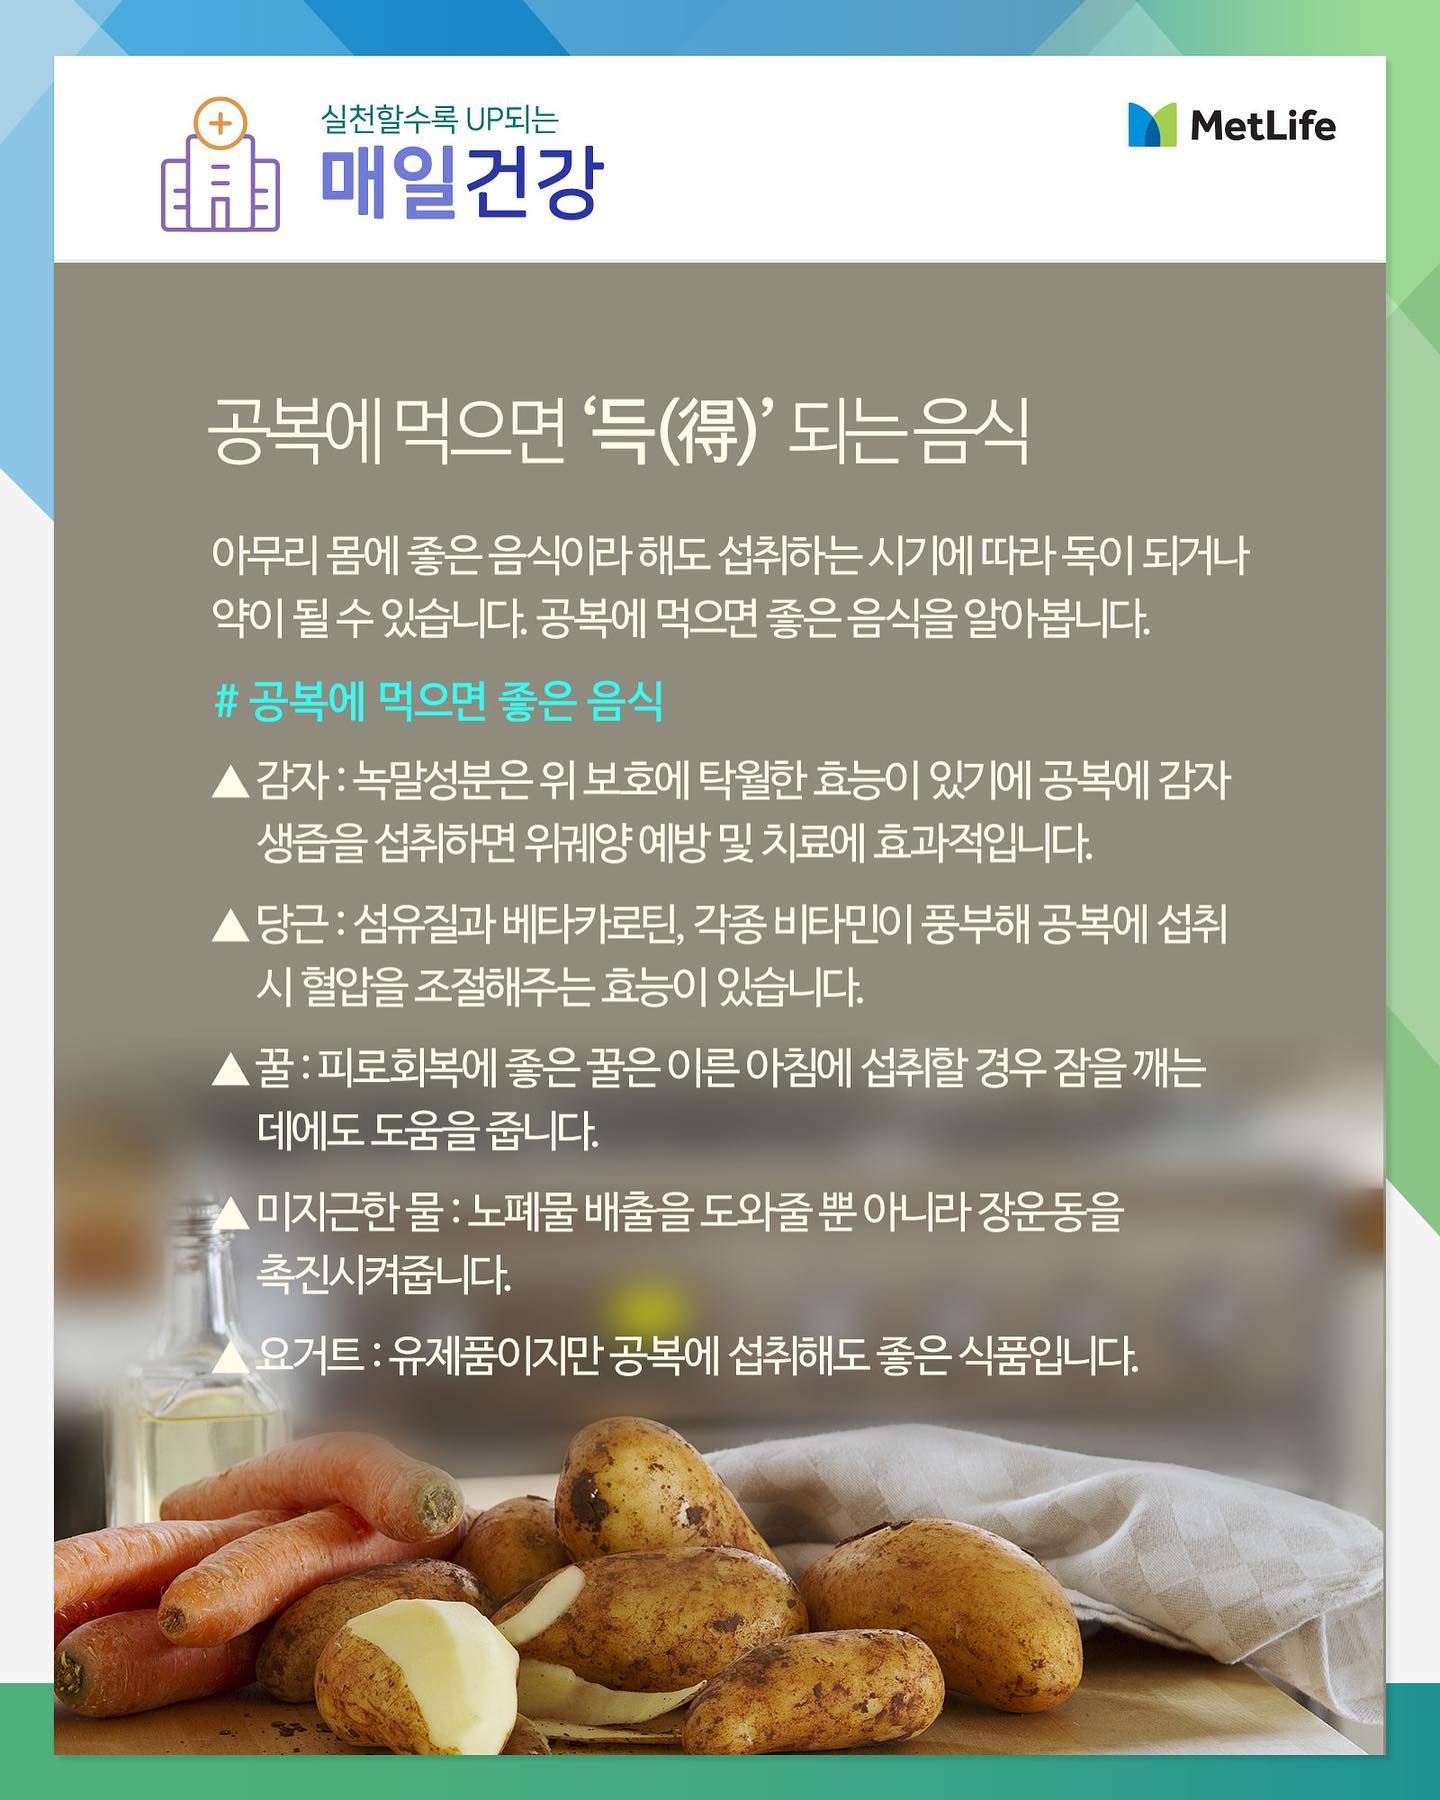 실천할수록 UP되는
매일건강
MetLife
공복에 먹으면 ‘득(得)’ 되는 음식
아무리 몸에 좋은 음식이라 해도 섭취하는 시기에 따라 독이 되거나
약이 될 수 있습니다. 공복에 먹으면 좋은 음식을 알아봅니다.
# 공복에 먹으면 좋은 음식
▲ 감자 : 녹말성분은 위 보호에 탁월한 효능이 있기에 공복에 감자
생즙을 섭취하면 위궤양 예방 및 치료에 효과적입니다.
▲ 당근 : 섬유질과 베타카로틴, 각종 비타민이 풍부해 공복에 섭취
시 혈압을 조절해주는 효능이 있습니다.
▲ 꿀 : 피로회복에 좋은 꿀은 이른 아침에 섭취할 경우 잠을 깨는
데에도 도움을 줍니다.
▲ 미지근한 물 : 노폐물 배출을 도와줄 뿐 아니라 장운동을
촉진시켜줍니다.
▲ 요거트 : 유제품이지만 공복에 섭취해도 좋은 식품입니다.